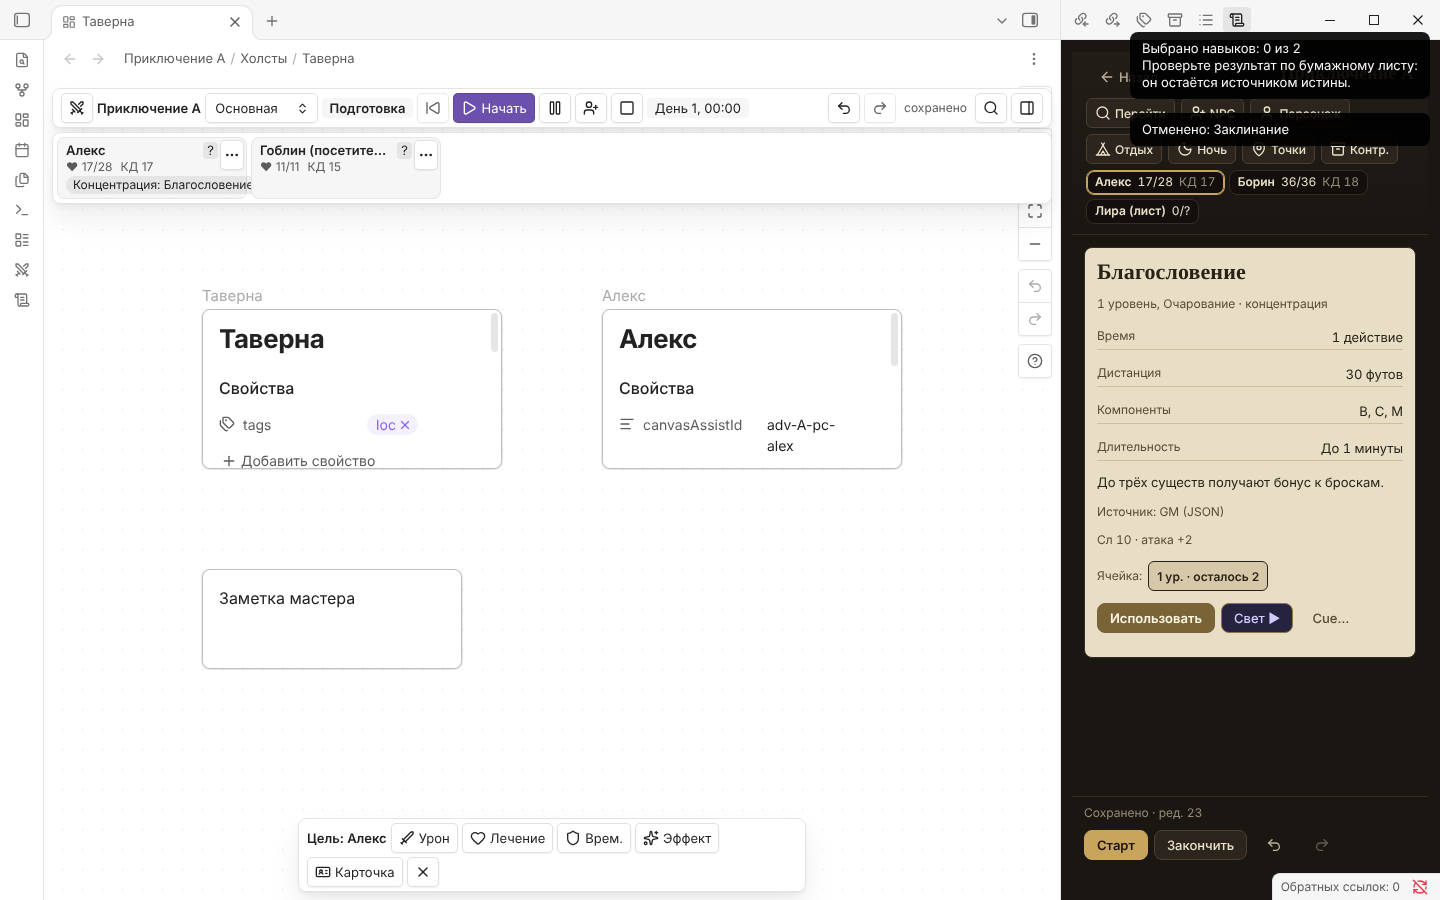 Таверна
Приключение A / Холсты / Таверна
Приключение A
Основная
Подготовка
Начать
День 1, 00:00
сохранено
Алекс
?
17/28 КД 17
Концентрация: Благословение
Гоблин (посетите...
?
11/11 КД 15
Таверна
Таверна
Свойства
tags
loc
Добавить свойство
Алекс
Алекс
Свойства
canvasAssistId
adv-A-pc-
alex
Заметка мастера
Цель: Алекс
Урон
Лечение
Врем.
Эффект
Карточка
Выбрано навыков: 0 из 2
Проверьте результат по бумажному листу:
он остаётся источником истины.
Отменено: Заклинание
Отдых
Ночь
Точки
Контр.
Алекс 17/28 КД 17
Борин 36/36 КД 18
Лира (лист) 0/?
Благословение
1 уровень, Очарование · концентрация
Время
1 действие
Дистанция
30 футов
Компоненты
В, С, М
Длительность
До 1 минуты
До трёх существ получают бонус к броскам.
Источник: GM (JSON)
Сл 10 · атака +2
Ячейка:
1 ур. · осталось 2
Использовать
Свет
Cue...
Сохранено · ред. 23
Старт
Закончить
Обратных ссылок: 0